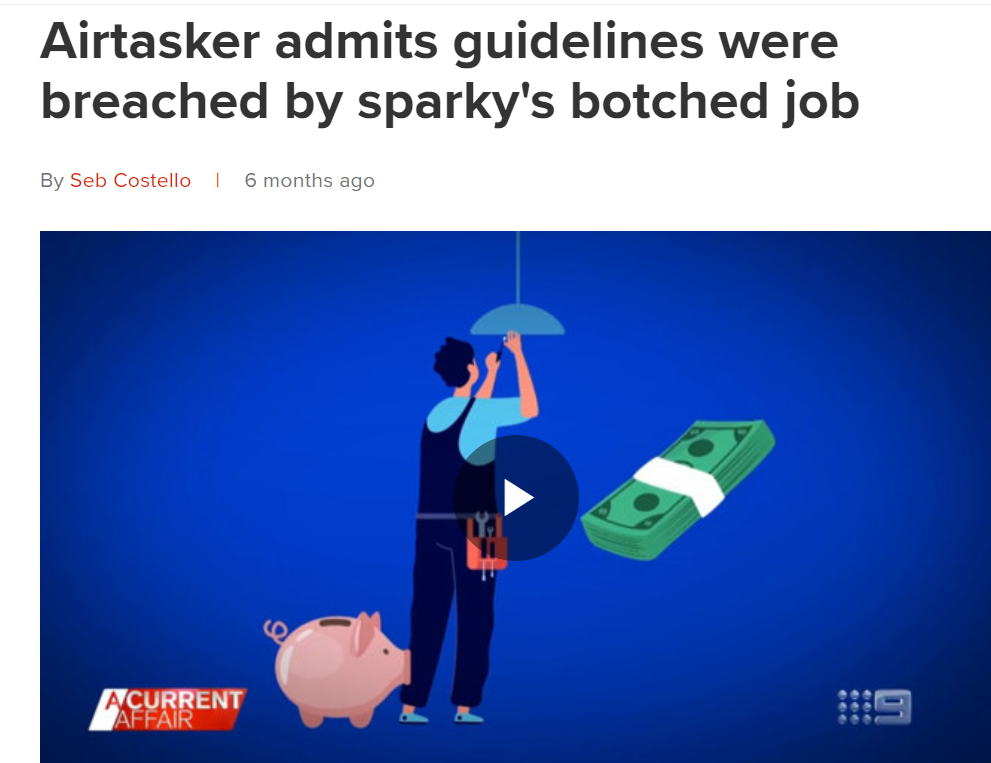 Airtasker admits guidelines were
breached by sparky's botched job
By Seb Costello | 6 months ago
A CURRENT
AFFAIR
9